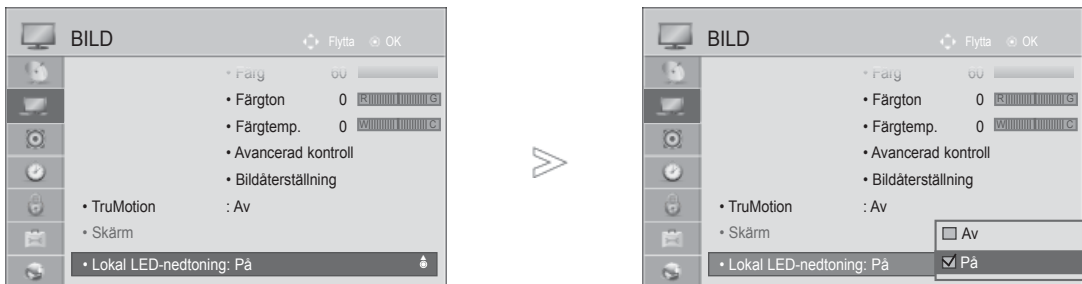 BILD Flytta OK
• Färg 60
• Färgton 0 R G
• Färgtemp. 0 W C
• Avancerad kontroll
• Bildåterställning
• TruMotion : Av
• Skärm
• Lokal LED-nedtoning: På
BILD Flytta OK
• Färg 60
• Färgton 0 R G
• Färgtemp. 0 W C
• Avancerad kontroll
• Bildåterställning
• TruMotion : Av
• Skärm
Av
• Lokal LED-nedtoning: På
På